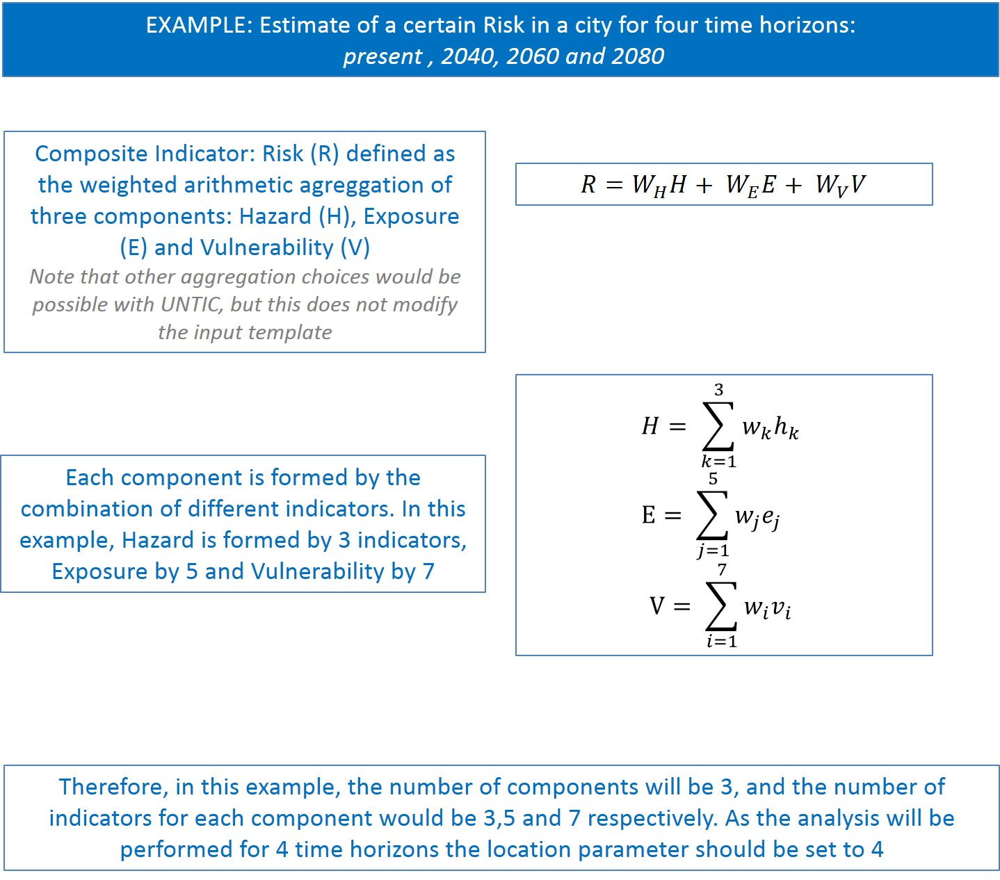 EXAMPLE: Estimate of a certain Risk in a city for four time horizons:
present , 2040, 2060 and 2080
Composite Indicator: Risk (R) defined as
the weighted arithmetic agreggation of
three components: Hazard (H), Exposure
(E) and Vulnerability (V)
Note that other aggregation choices would be
possible with UNTIC, but this does not modify
the input template
R = W_H H + W_E E + W_V V
Each component is formed by the
combination of different indicators. In this
example, Hazard is formed by 3 indicators,
Exposure by 5 and Vulnerability by 7
3
H = ∑ w_k h_k
k=1
5
E = ∑ w_j e_j
j=1
7
V = ∑ w_i v_i
i=1
Therefore, in this example, the number of components will be 3, and the number of
indicators for each component would be 3,5 and 7 respectively. As the analysis will be
performed for 4 time horizons the location parameter should be set to 4